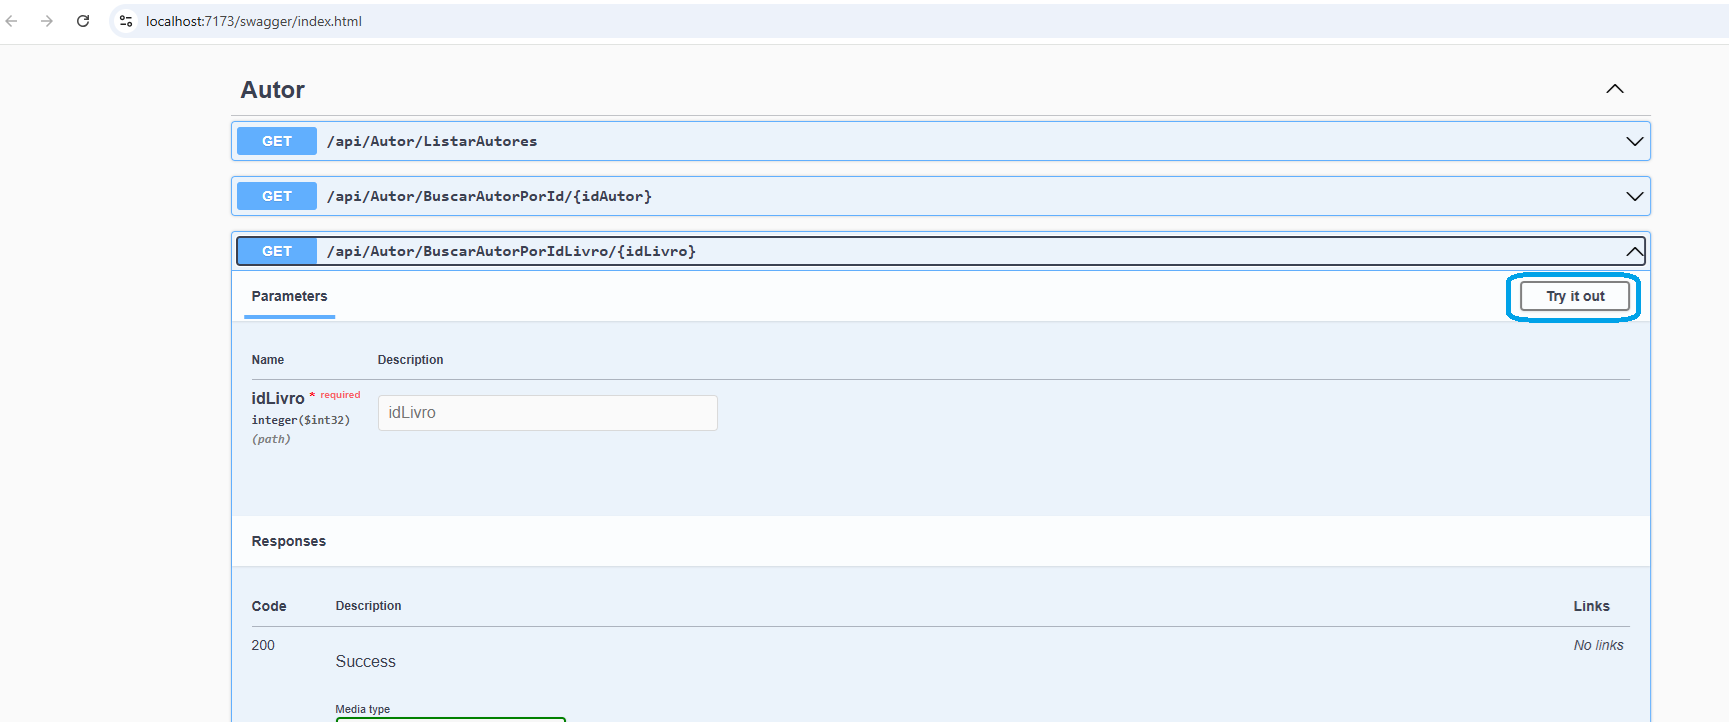 localhost:7173/swagger/index.html
Autor
GET /api/Autor/ListarAutores
GET /api/Autor/BuscarAutorPorId/{idAutor}
GET /api/Autor/BuscarAutorPorIdLivro/{idLivro}
Parameters Try it out
Name Description
idLivro * required idLivro
integer($int32)
(path)
Responses
Code Description Links
200 No links
Success
Media type